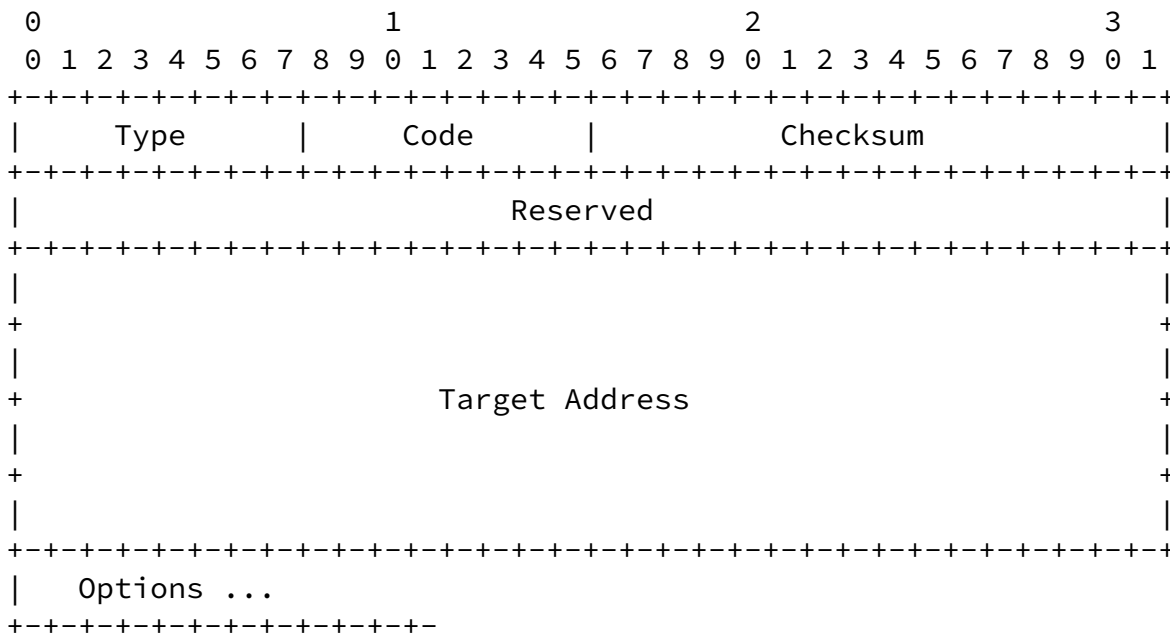 0                   1                   2                   3
 0 1 2 3 4 5 6 7 8 9 0 1 2 3 4 5 6 7 8 9 0 1 2 3 4 5 6 7 8 9 0 1
+-+-+-+-+-+-+-+-+-+-+-+-+-+-+-+-+-+-+-+-+-+-+-+-+-+-+-+-+-+-+-+-+
|     Type      |     Code      |          Checksum             |
+-+-+-+-+-+-+-+-+-+-+-+-+-+-+-+-+-+-+-+-+-+-+-+-+-+-+-+-+-+-+-+-+
|                           Reserved                            |
+-+-+-+-+-+-+-+-+-+-+-+-+-+-+-+-+-+-+-+-+-+-+-+-+-+-+-+-+-+-+-+-+
|                                                               |
+                                                               +
|                                                               |
+                       Target Address                          +
|                                                               |
+                                                               +
|                                                               |
+-+-+-+-+-+-+-+-+-+-+-+-+-+-+-+-+-+-+-+-+-+-+-+-+-+-+-+-+-+-+-+-+
|   Options ...
+-+-+-+-+-+-+-+-+-+-+-+-